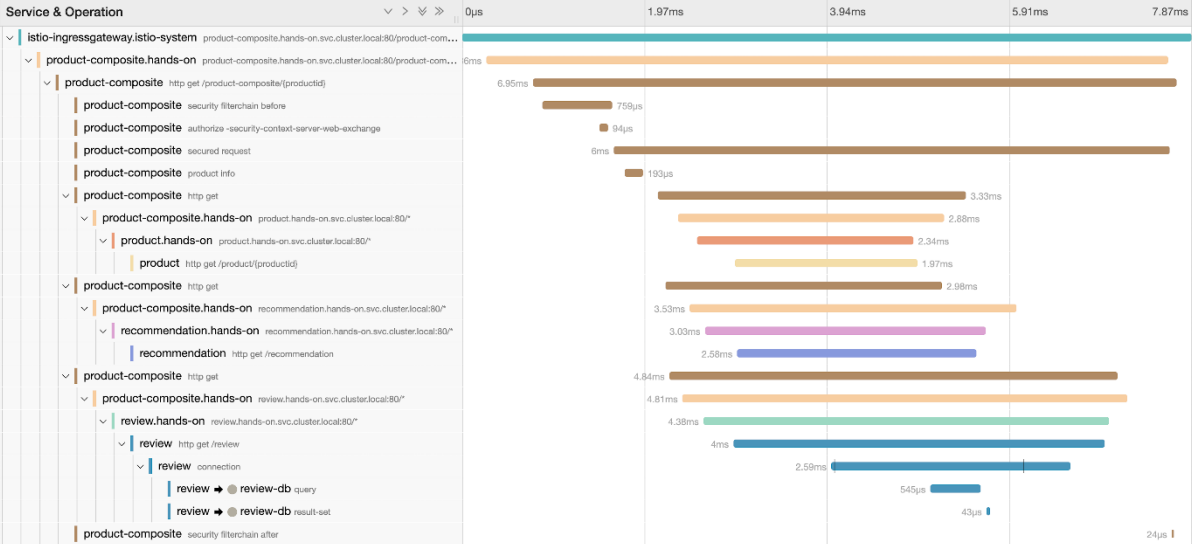 Service & Operation 0μs 1.97ms 3.94ms 5.91ms 7.87ms
istio-ingressgateway.istio-system product-composite.hands-on.svc.cluster.local:80/product-com...
product-composite.hands-on product-composite.hands-on.svc.cluster.local:80/product-com... 6ms
product-composite http get /product-composite/{productid} 6.95ms
product-composite security filterchain before 759μs
product-composite authorize -security-context-server-web-exchange 94μs
product-composite secured request 6ms
product-composite product info 193μs
product-composite http get 3.33ms
product-composite.hands-on product.hands-on.svc.cluster.local:80/* 2.88ms
product.hands-on product.hands-on.svc.cluster.local:80/* 2.34ms
product http get /product/{productid} 1.97ms
product-composite http get 2.98ms
product-composite.hands-on recommendation.hands-on.svc.cluster.local:80/* 3.53ms
recommendation.hands-on recommendation.hands-on.svc.cluster.local:80/* 3.03ms
recommendation http get /recommendation 2.58ms
product-composite http get 4.84ms
product-composite.hands-on review.hands-on.svc.cluster.local:80/* 4.81ms
review.hands-on review.hands-on.svc.cluster.local:80/* 4.38ms
review http get /review 4ms
review connection 2.59ms
review ➡ review-db query 545μs
review ➡ review-db result-set 43μs
product-composite security filterchain after 24μs